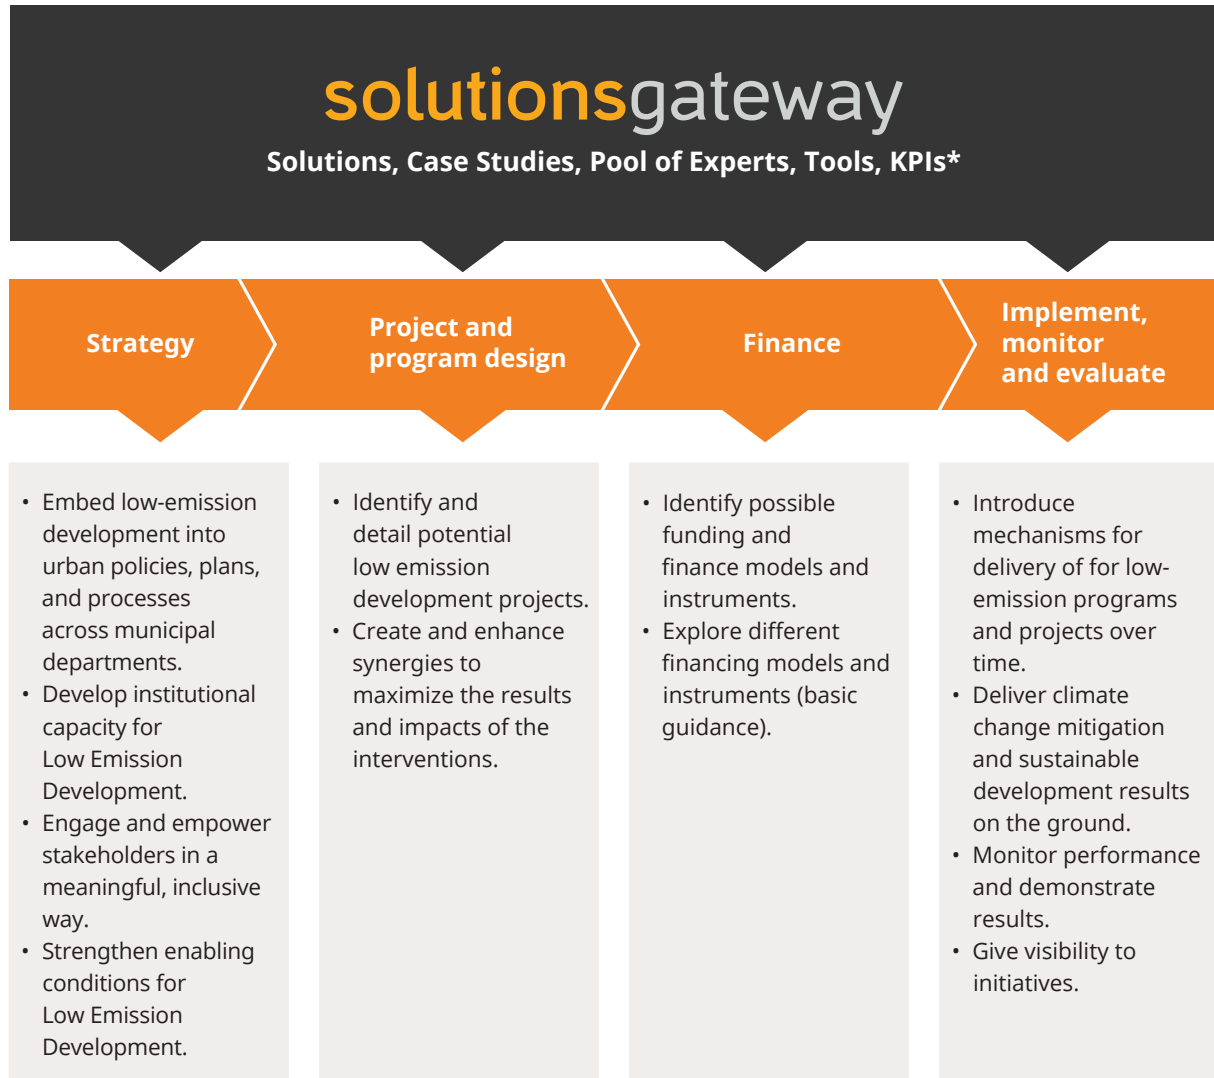 solutionsgateway
Solutions, Case Studies, Pool of Experts, Tools, KPIs*
Strategy
Project and
program design
Finance
Implement,
monitor
and evaluate
• Embed low-emission
development into
urban policies, plans,
and processes
across municipal
departments.
• Develop institutional
capacity for
Low Emission
Development.
• Engage and empower
stakeholders in a
meaningful, inclusive
way.
• Strengthen enabling
conditions for
Low Emission
Development.
• Identify and
detail potential
low emission
development projects.
• Create and enhance
synergies to
maximize the results
and impacts of the
interventions.
• Identify possible
funding and
finance models and
instruments.
• Explore different
financing models and
instruments (basic
guidance).
• Introduce
mechanisms for
delivery of for low-
emission programs
and projects over
time.
• Deliver climate
change mitigation
and sustainable
development results
on the ground.
• Monitor performance
and demonstrate
results.
• Give visibility to
initiatives.